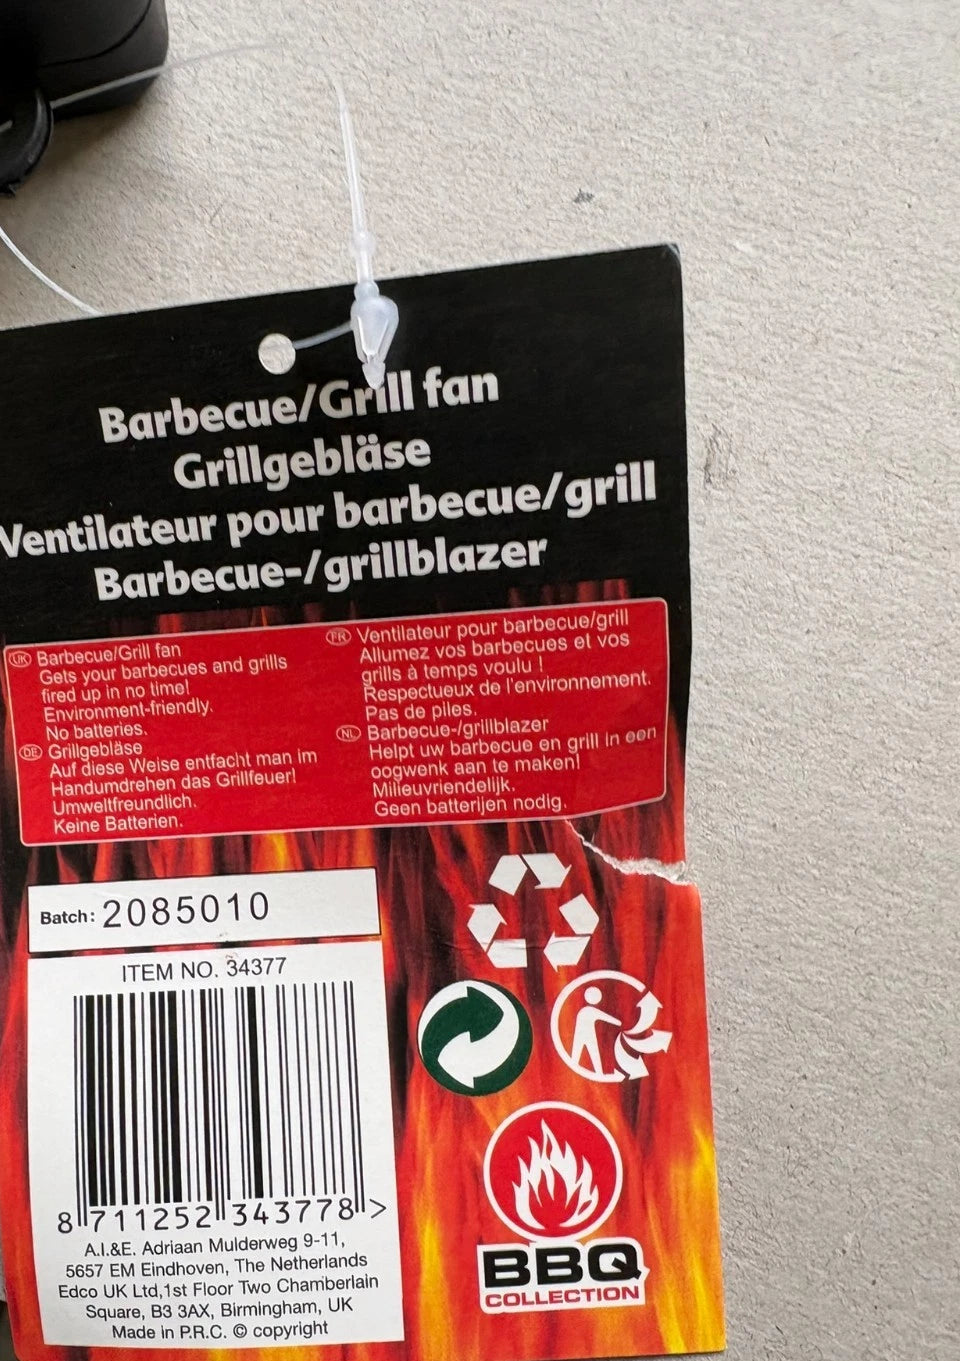 Barbecue/Grill fan
Grillgebläse
Ventilateur pour barbecue/grill
Barbecue-/grillblazer
UK Barbecue/Grill fan
Gets your barbecues and grills
fired up in no time!
Environment-friendly.
No batteries.
DE Grillgebläse
Auf diese Weise entfacht man im
Handumdrehen das Grillfeuer!
Umweltfreundlich.
Keine Batterien.
FR Ventilateur pour barbecue/grill
Allumez vos barbecues et vos
grills à temps voulu !
Respectueux de l'environnement.
Pas de piles.
NL Barbecue-/grillblazer
Helpt uw barbecue en grill in een
oogwenk aan te maken!
Milieuvriendelijk.
Geen batterijen nodig.
Batch: 2085010
ITEM NO. 34377
8 711252 343778 >
A.I.&E. Adriaan Mulderweg 9-11,
5657 EM Eindhoven, The Netherlands
Edco UK Ltd,1st Floor Two Chamberlain
Square, B3 3AX, Birmingham, UK
Made in P.R.C. © copyright
BBQ
COLLECTION